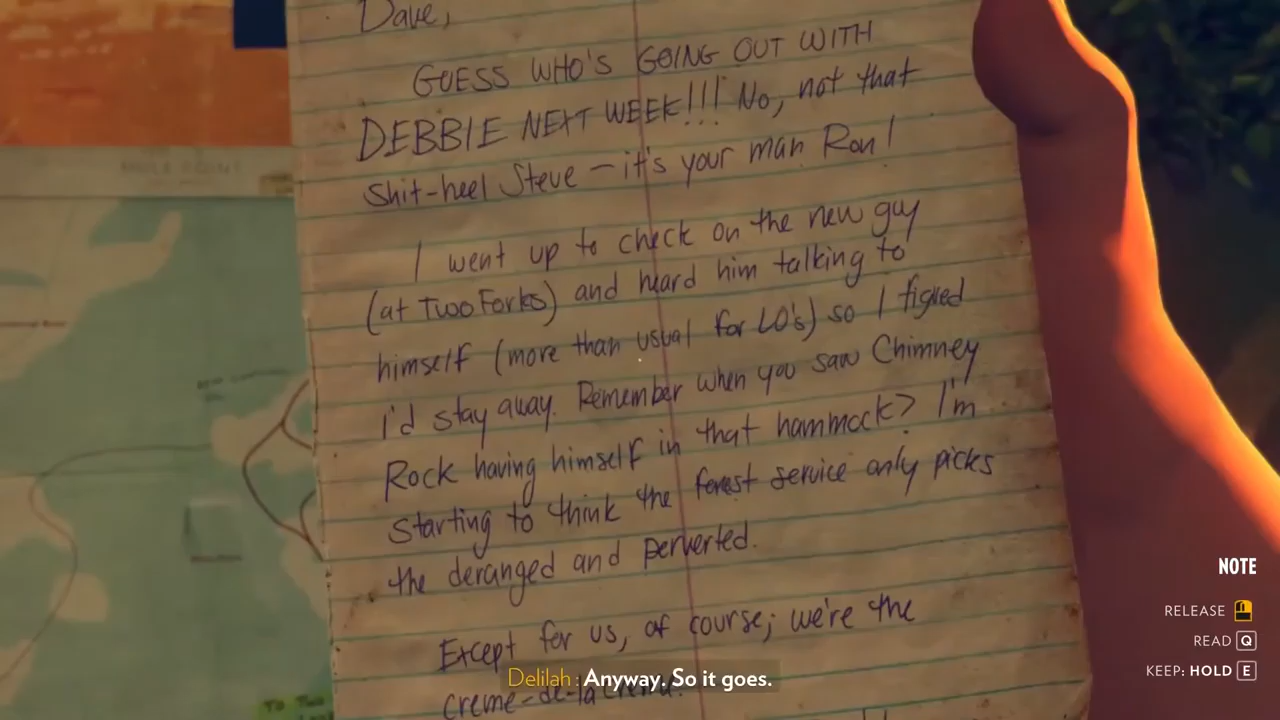 Dave,
GUESS WHO'S GOING OUT WITH
DEBBIE NEXT WEEK!!! No, not that
Shit-heel Steve – it's your man Ron!
I went up to check on the new guy
(at Two Forks) and heard him talking to
himself (more than usual for LO's) so I figred
I'd stay away. Remember when you saw Chimney
Rock having himself in that hammock? I'm
starting to think the forest service only picks
the deranged and perverted.
Except for us, of course; we're the
creme-de-la creme.
Delilah: Anyway. So it goes.
NOTE
RELEASE
READ Q
KEEP: HOLD E